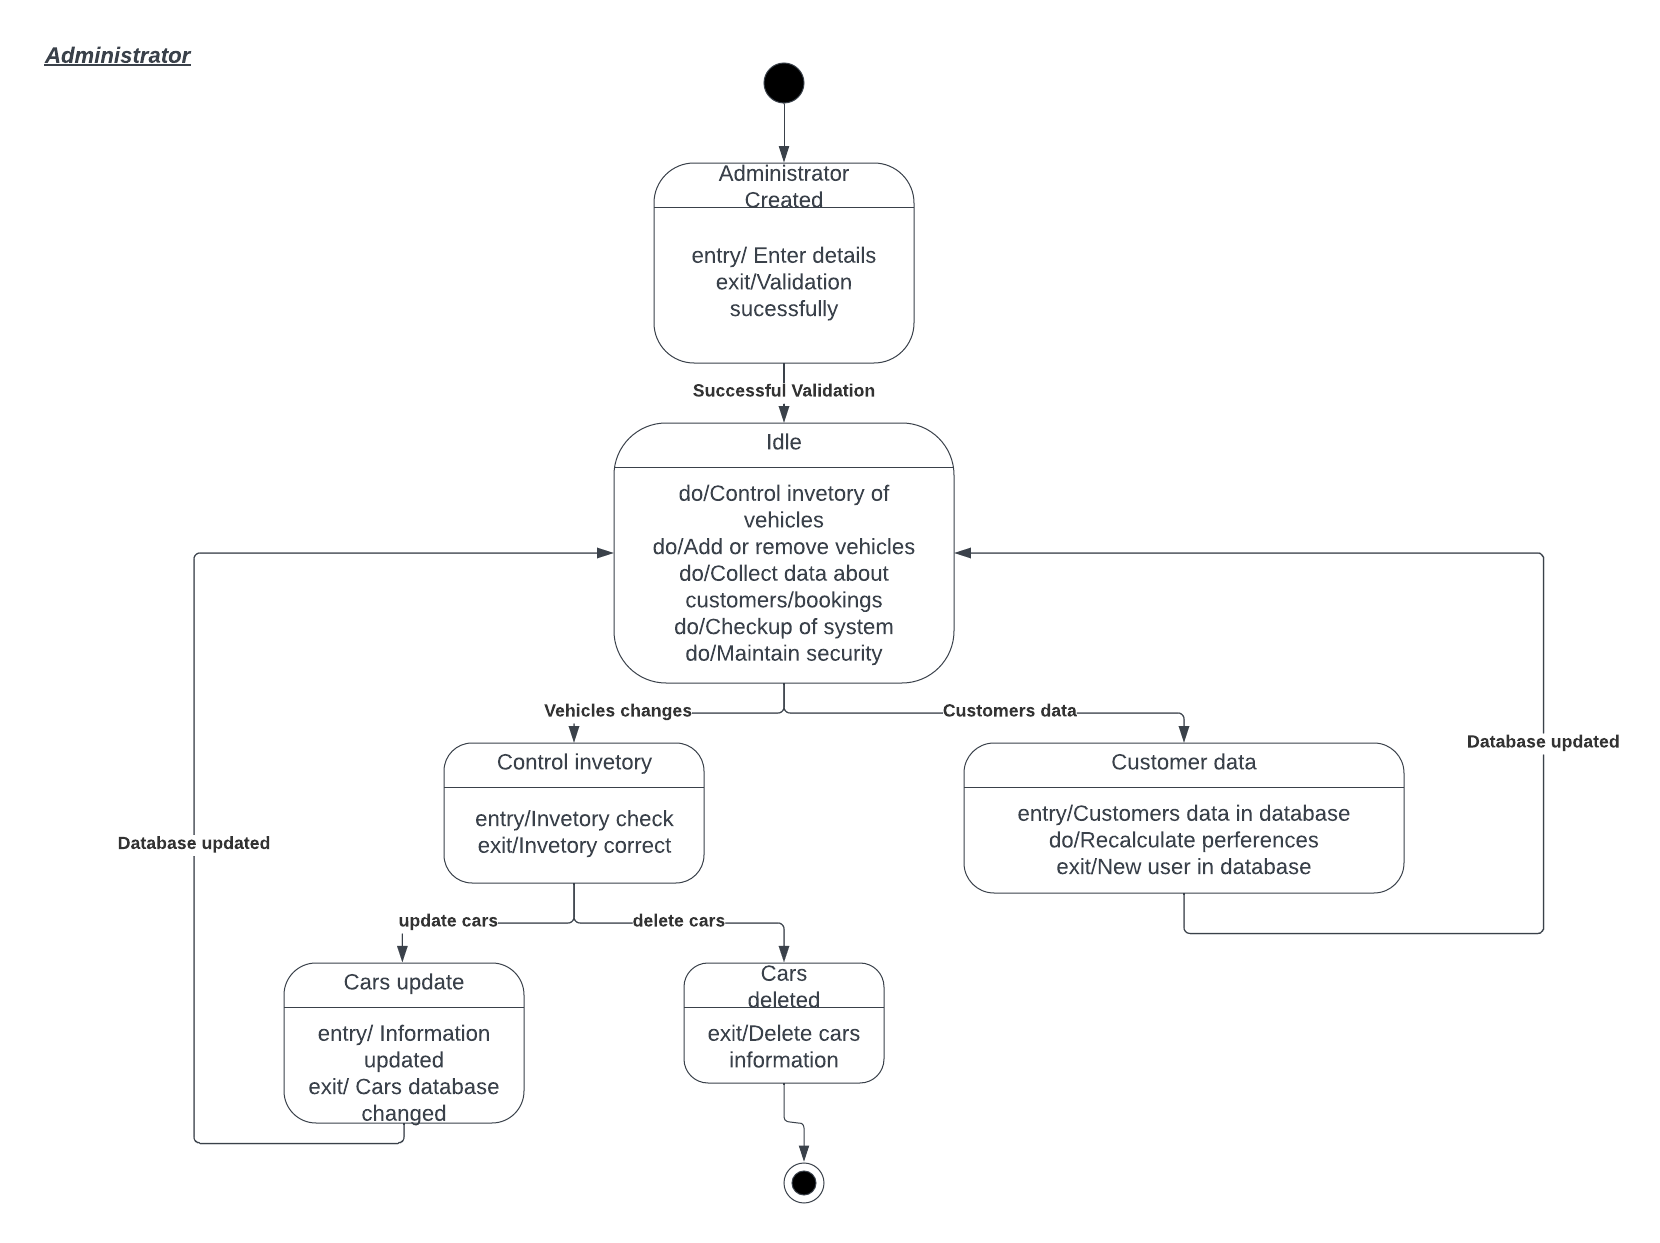 Administrator
Administrator
Created
entry/ Enter details
exit/Validation
sucessfully
Successful Validation
Idle
do/Control invetory of
vehicles
do/Add or remove vehicles
do/Collect data about
customers/bookings
do/Checkup of system
do/Maintain security
Vehicles changes
Customers data
Database updated
Control invetory
entry/Invetory check
exit/Invetory correct
Customer data
entry/Customers data in database
do/Recalculate perferences
exit/New user in database
Database updated
update cars
delete cars
Cars update
entry/ Information
updated
exit/ Cars database
changed
Cars
deleted
exit/Delete cars
information